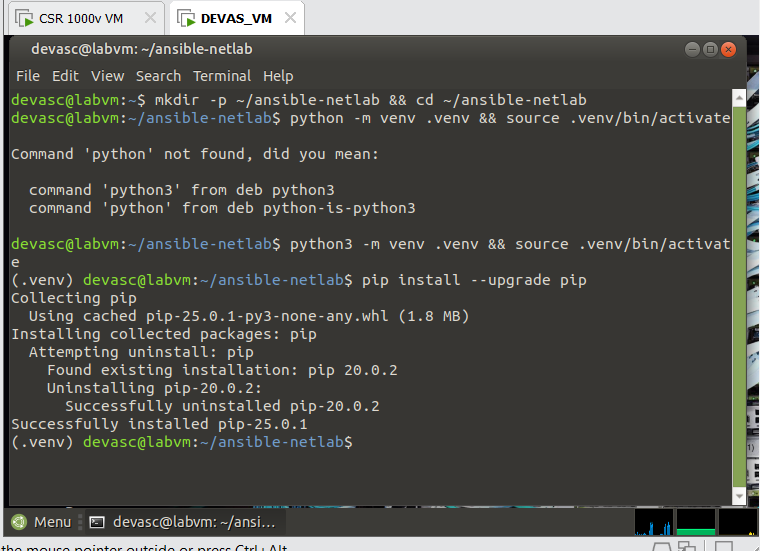 CSR 1000v VM
DEVAS_VM
devasc@labvm: ~/ansible-netlab
File Edit View Search Terminal Help
devasc@labvm:~$ mkdir -p ~/ansible-netlab && cd ~/ansible-netlab
devasc@labvm:~/ansible-netlab$ python -m venv .venv && source .venv/bin/activate
Command 'python' not found, did you mean:
command 'python3' from deb python3
command 'python' from deb python-is-python3
devasc@labvm:~/ansible-netlab$ python3 -m venv .venv && source .venv/bin/activat
e
(.venv) devasc@labvm:~/ansible-netlab$ pip install --upgrade pip
Collecting pip
Using cached pip-25.0.1-py3-none-any.whl (1.8 MB)
Installing collected packages: pip
Attempting uninstall: pip
Found existing installation: pip 20.0.2
Uninstalling pip-20.0.2:
Successfully uninstalled pip-20.0.2
Successfully installed pip-25.0.1
(.venv) devasc@labvm:~/ansible-netlab$
Menu
devasc@labvm: ~/ansi...
the mouse pointer outside or press Ctrl+Alt.